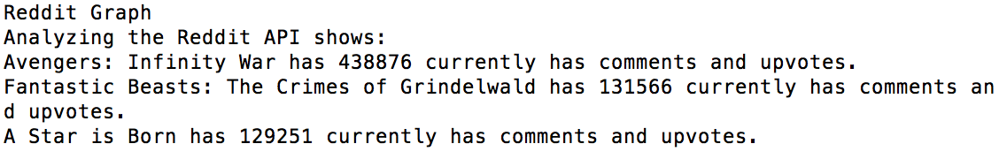 Reddit Graph
Analyzing the Reddit API shows:
Avengers: Infinity War has 438876 currently has comments and upvotes.
Fantastic Beasts: The Crimes of Grindelwald has 131566 currently has comments an
d upvotes.
A Star is Born has 129251 currently has comments and upvotes.